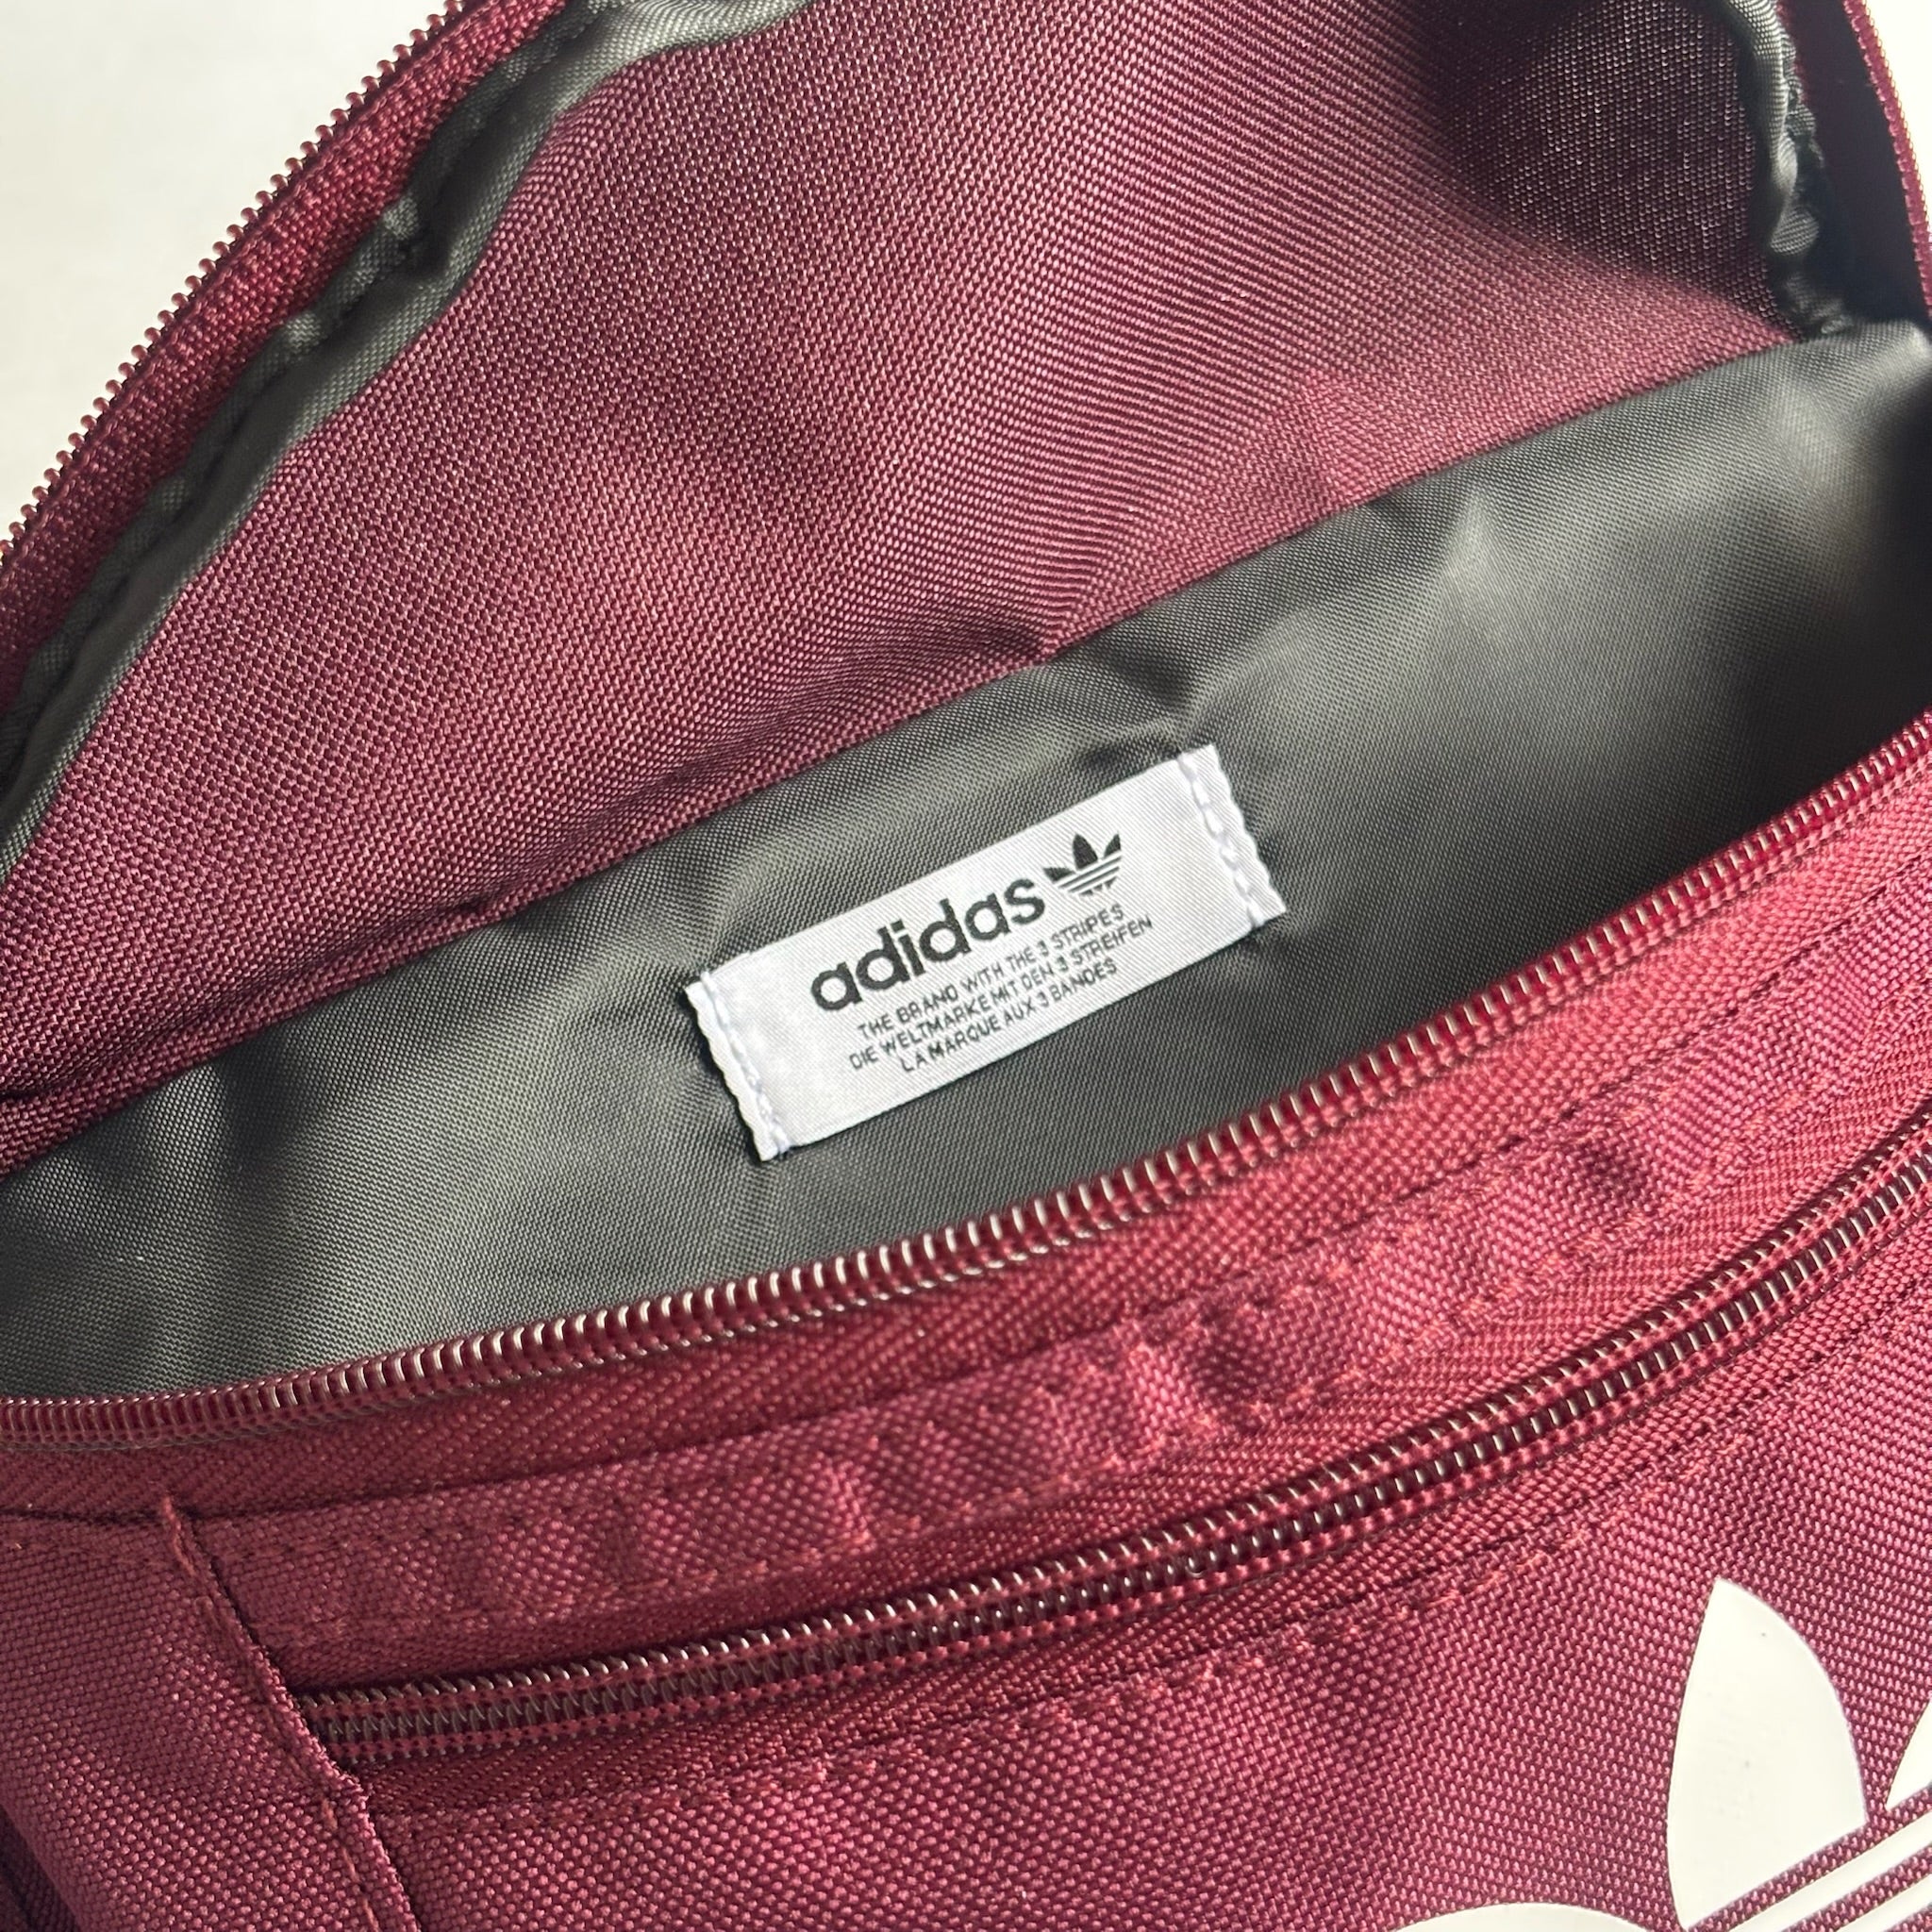 adidas
THE BRAND WITH THE 3 STRIPES
DIE WELTMARKE MIT DEN 3 STREIFEN
LA MARQUE AUX 3 BANDES